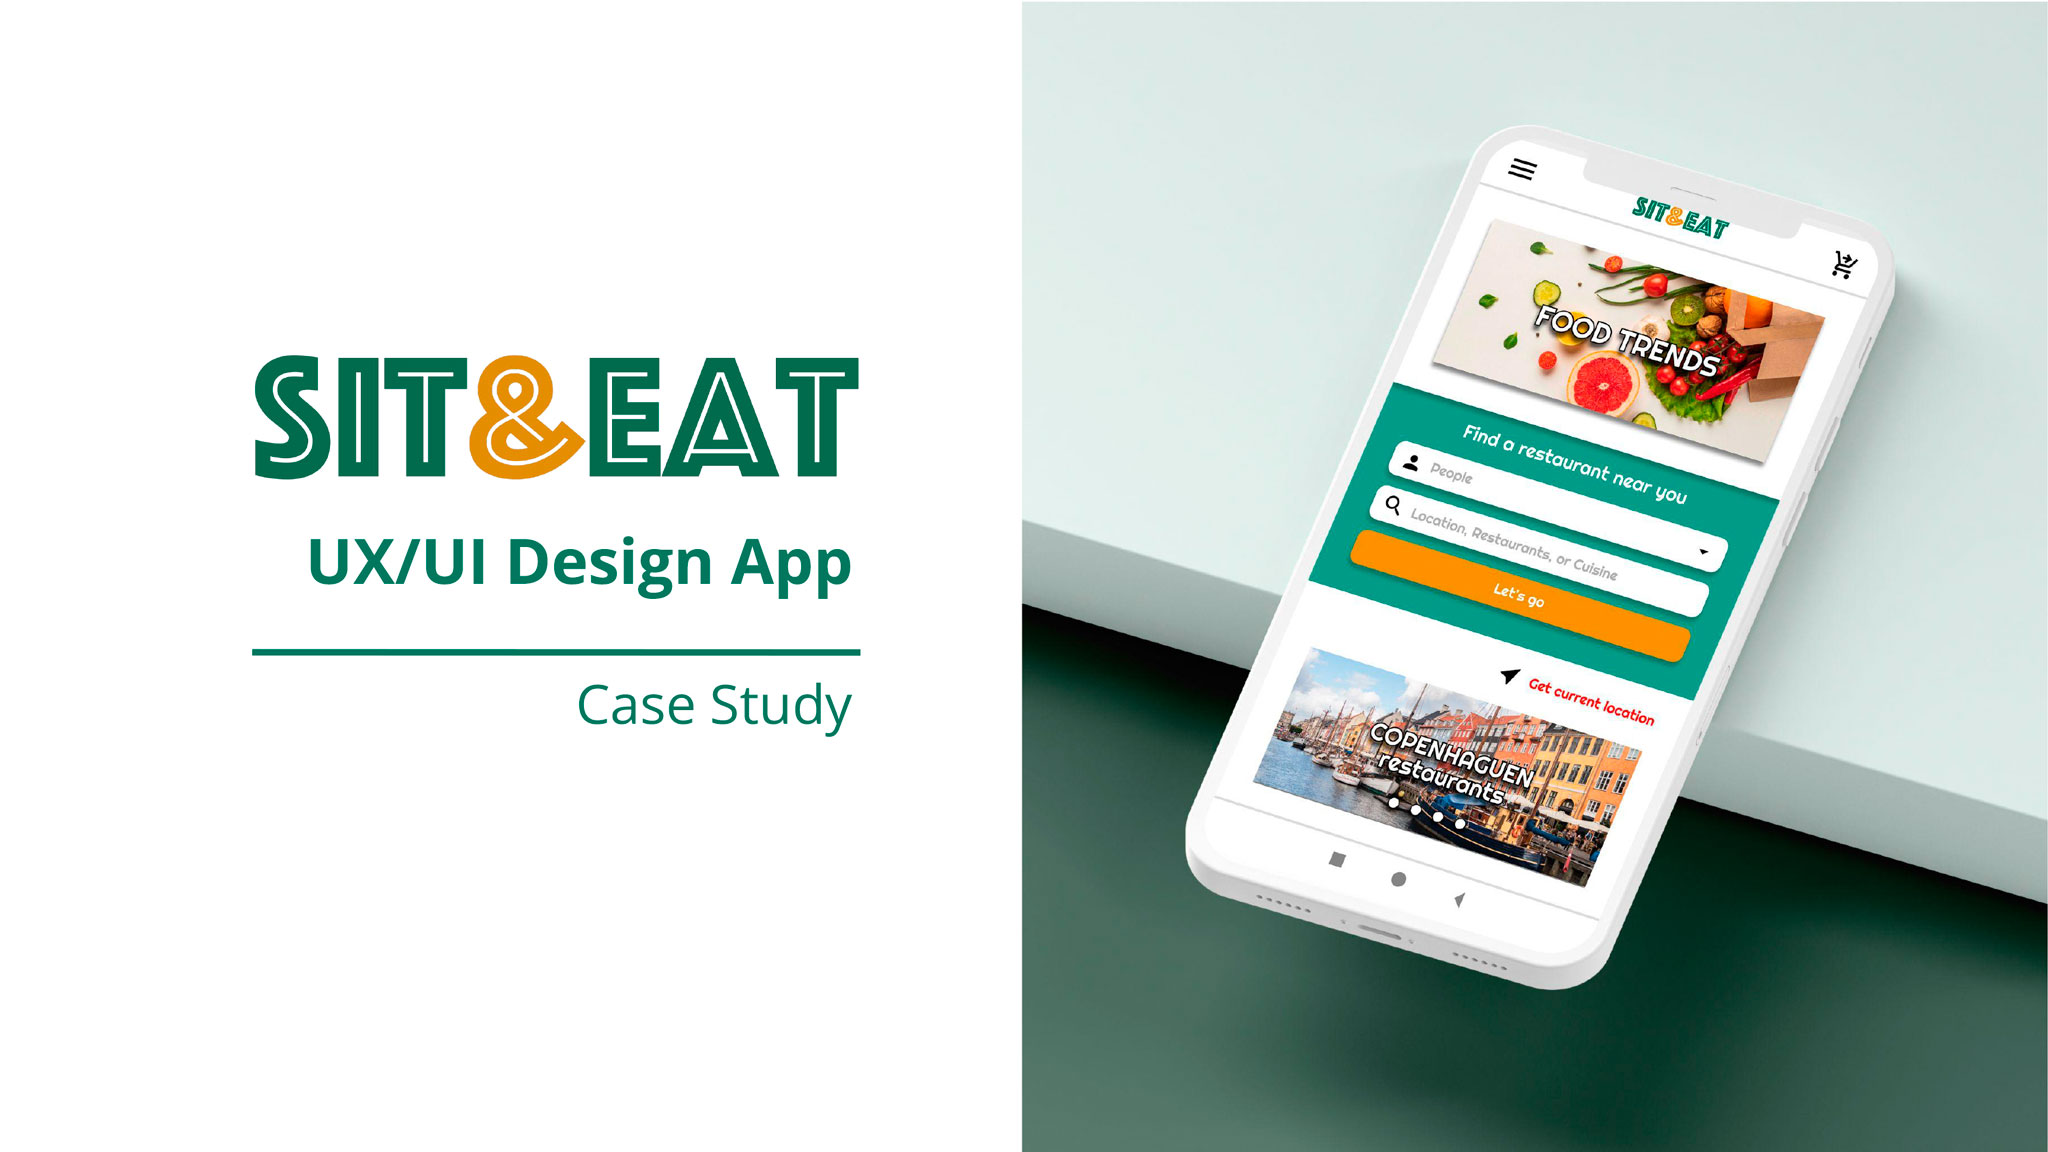 SIT&EAT
UX/UI Design App
Case Study
SIT&EAT
FOOD TRENDS
Find a restaurant near you
People
Location, Restaurants, or Cuisine
Let's go
Get current location
COPENHAGUEN
restaurants